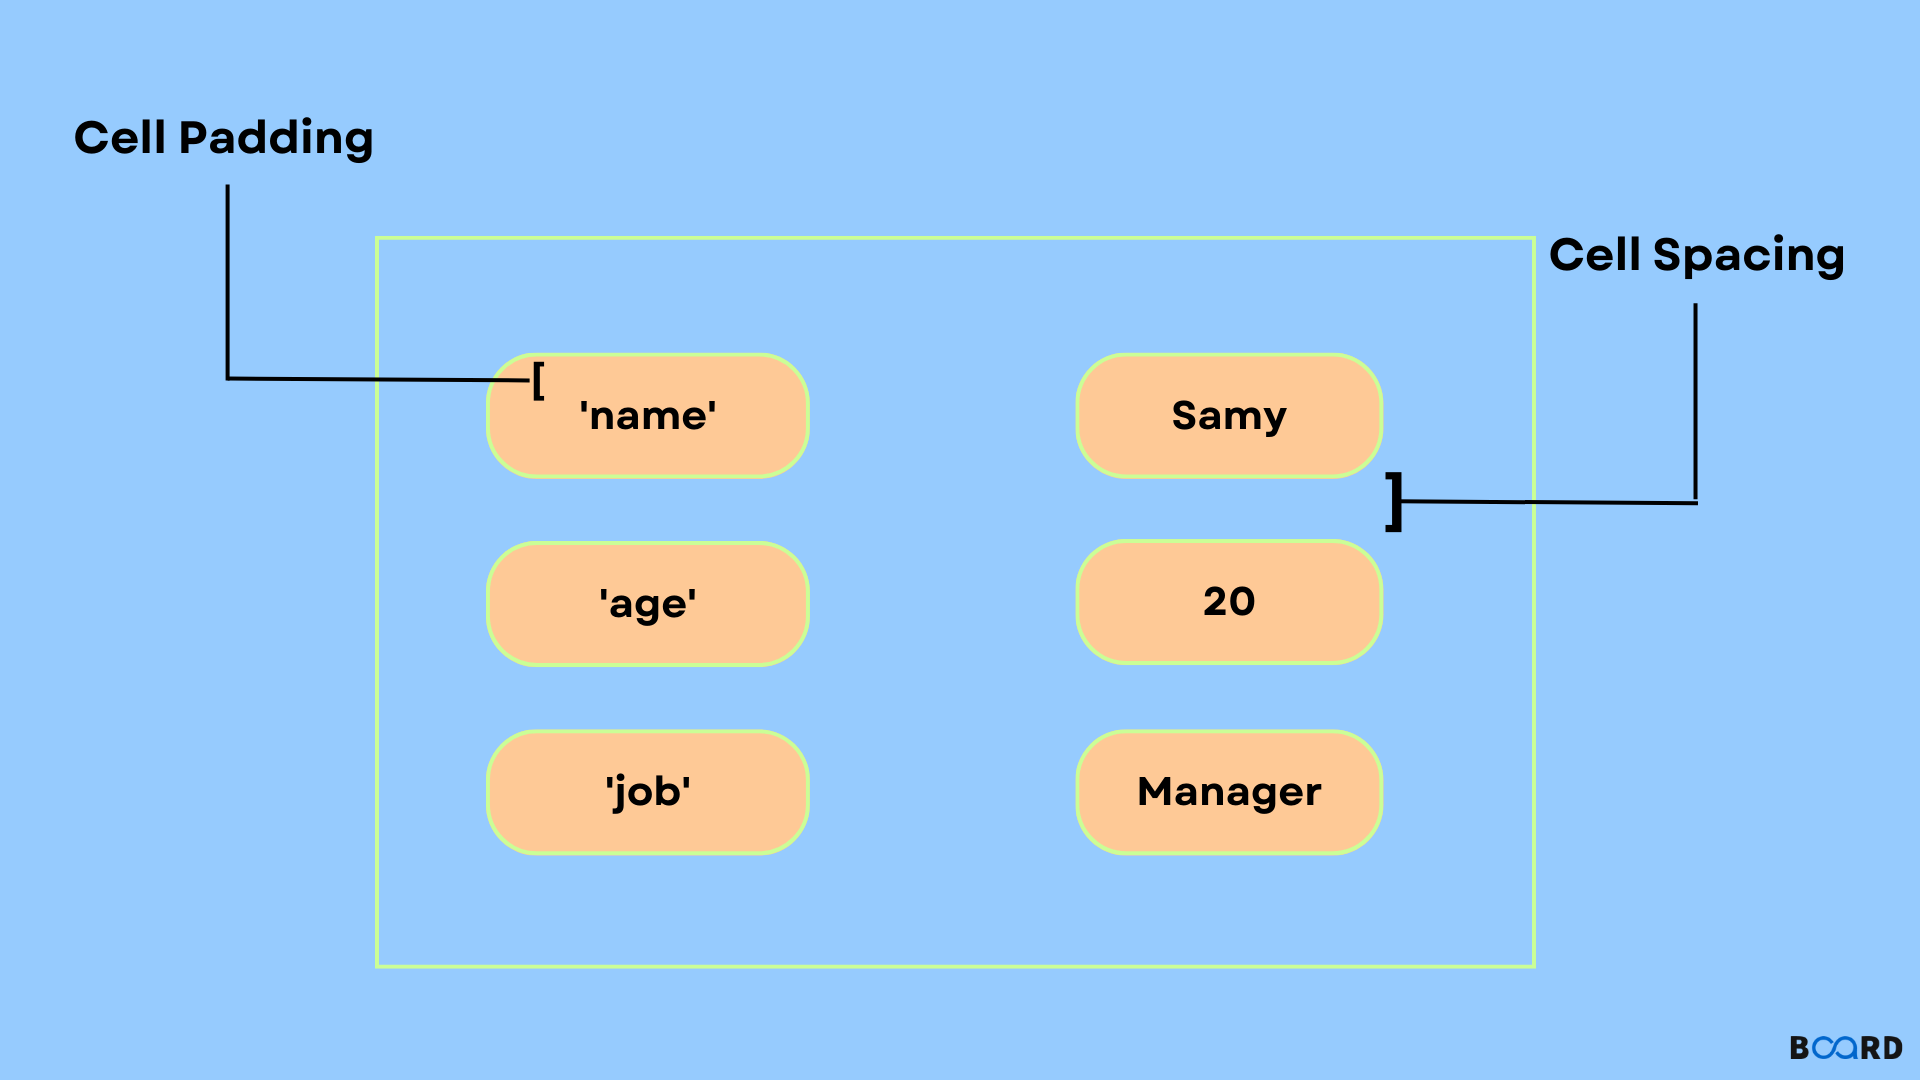 Cell Padding
Cell Spacing
[
'name'
Samy
]
'age'
20
'job'
Manager
BOARD